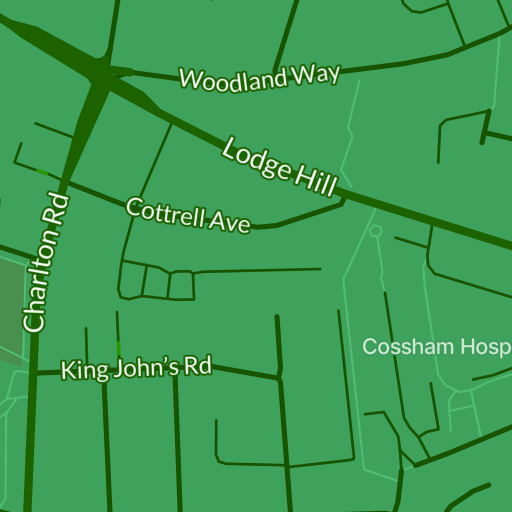 Woodland Way
Lodge Hill
Cottrell Ave
Charlton Rd
Cossham Hosp
King John’s Rd